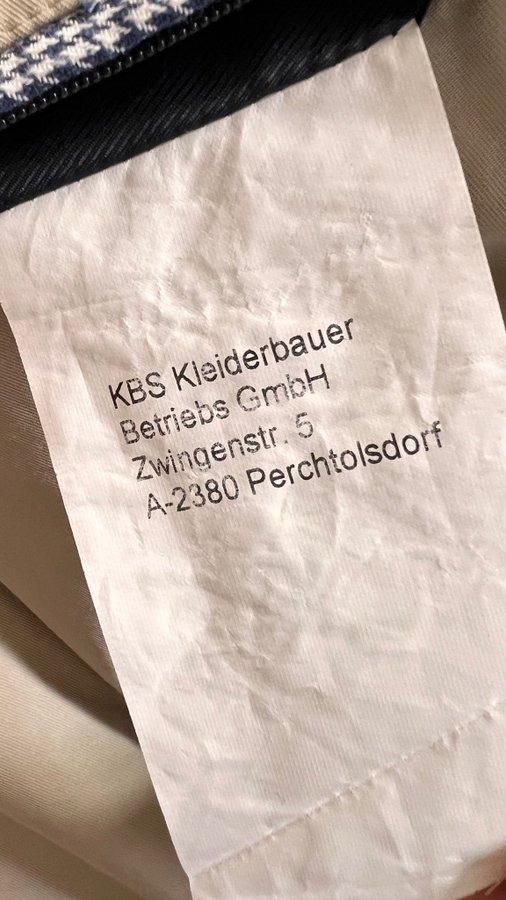 KBS Kleiderbauer
Betriebs GmbH
Zwingenstr. 5
A-2380 Perchtolsdorf